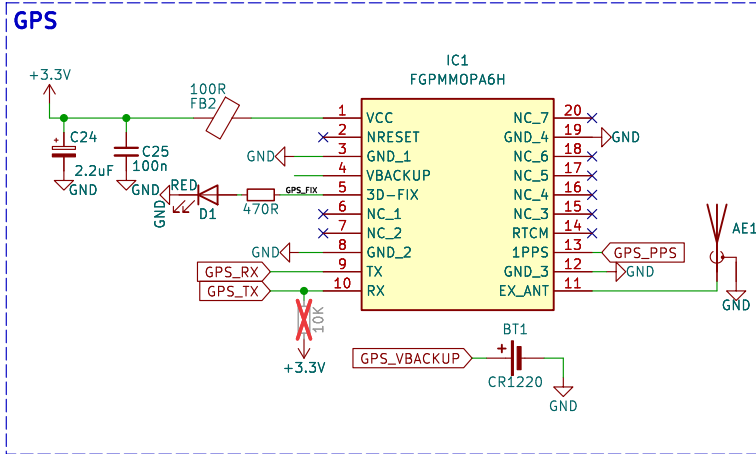 GPS
IC1
FGPMMOPA6H
+3.3V
100R
FB2
C24
2.2uF
GND
C25
100n
GND
1 VCC
2 NRESET
3 GND_1
4 VBACKUP
5 3D-FIX
6 NC_1
7 NC_2
8 GND_2
9 TX
10 RX
NC_7 20
GND_4 19
NC_6 18
NC_5 17
NC_4 16
NC_3 15
RTCM 14
1PPS 13
GND_3 12
EX_ANT 11
GND
GND
RED
D1
470R
GPS_FIX
GND
GND
GPS_RX
GPS_TX
10K
+3.3V
GND
GPS_PPS
GND
AE1
GND
BT1
GPS_VBACKUP
+
CR1220
GND